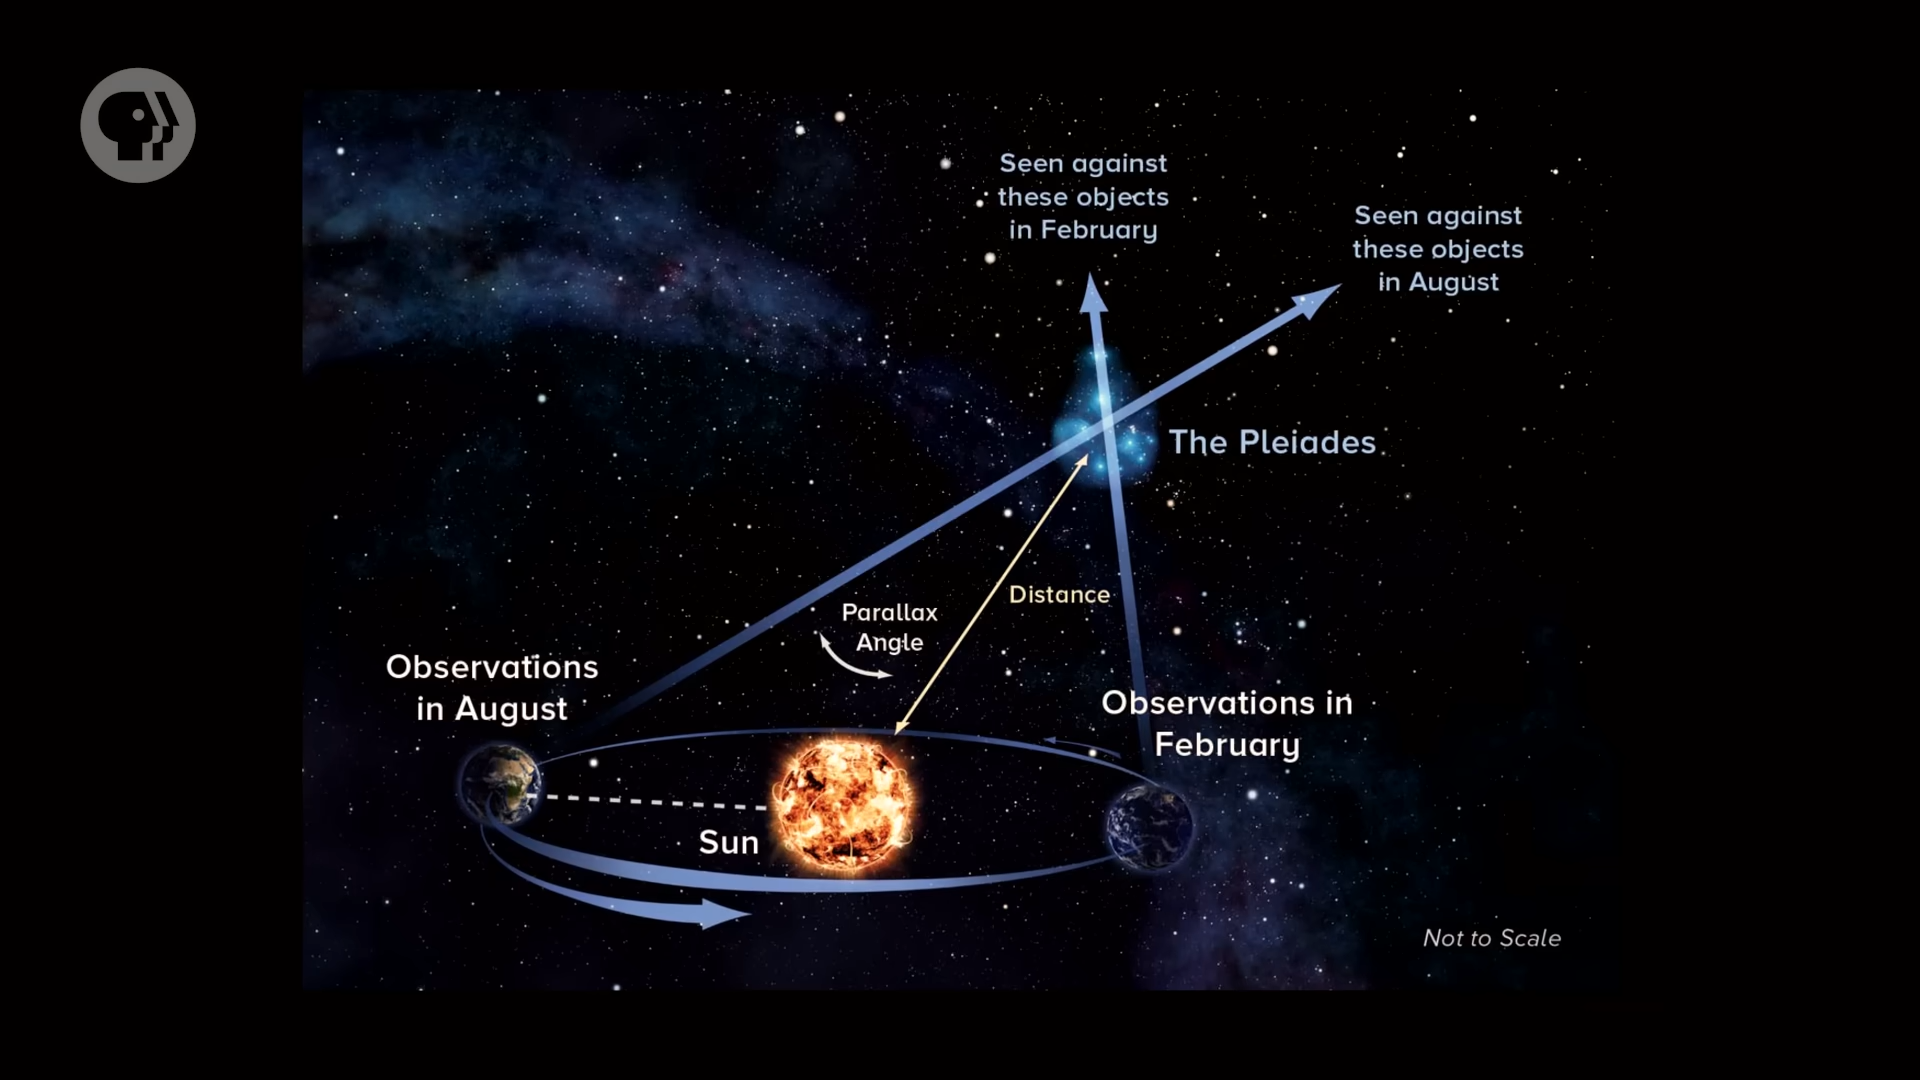 Seen against
these objects
in February
Seen against
these objects
in August
The Pleiades
Distance
Parallax
Angle
Observations
in August
Observations in
February
Sun
Not to Scale